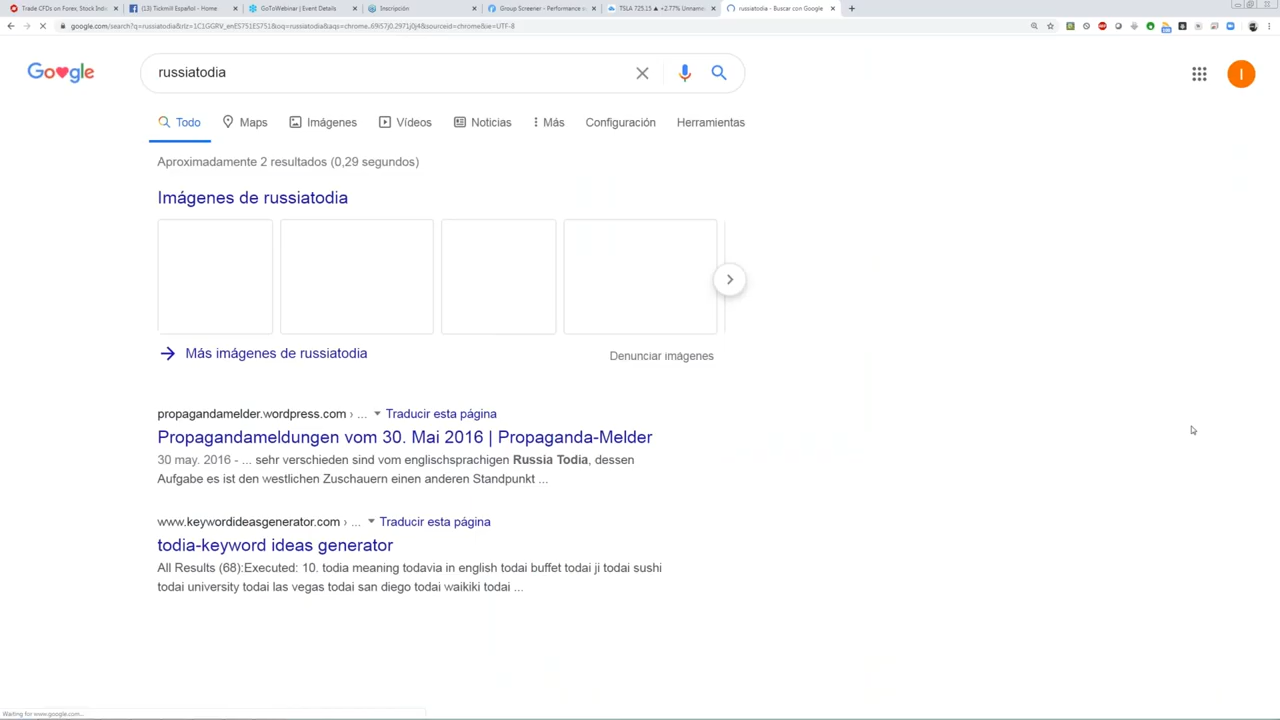 Trade CFDs on Forex, Stock Indi
(13) Tickmill Español - Home
GoToWebinar | Event Details
Inscripción
Group Screener - Performance s
TSLA 725.15 ▲ +2.77% Unname
russiatodia - Buscar con Google
google.com/search?q=russiatodia&rlz=1C1GGRV_enES751ES751&oq=russiatodia&aqs=chrome..69i57j0.2971j0j4&sourceid=chrome&ie=UTF-8
Google
russiatodia
I
Todo
Maps
Imágenes
Vídeos
Noticias
Más
Configuración
Herramientas
Aproximadamente 2 resultados (0,29 segundos)
Imágenes de russiatodia
Más imágenes de russiatodia
Denunciar imágenes
propagandamelder.wordpress.com › ... Traducir esta página
Propagandameldungen vom 30. Mai 2016 | Propaganda-Melder
30 may. 2016 - ... sehr verschieden sind vom englischsprachigen Russia Todia, dessen
Aufgabe es ist den westlichen Zuschauern einen anderen Standpunkt ...
www.keywordideasgenerator.com › ... Traducir esta página
todia-keyword ideas generator
All Results (68):Executed: 10. todia meaning todavia in english todai buffet todai ji todai sushi
todai university todai las vegas todai san diego todai waikiki todai ...
Waiting for www.google.com...